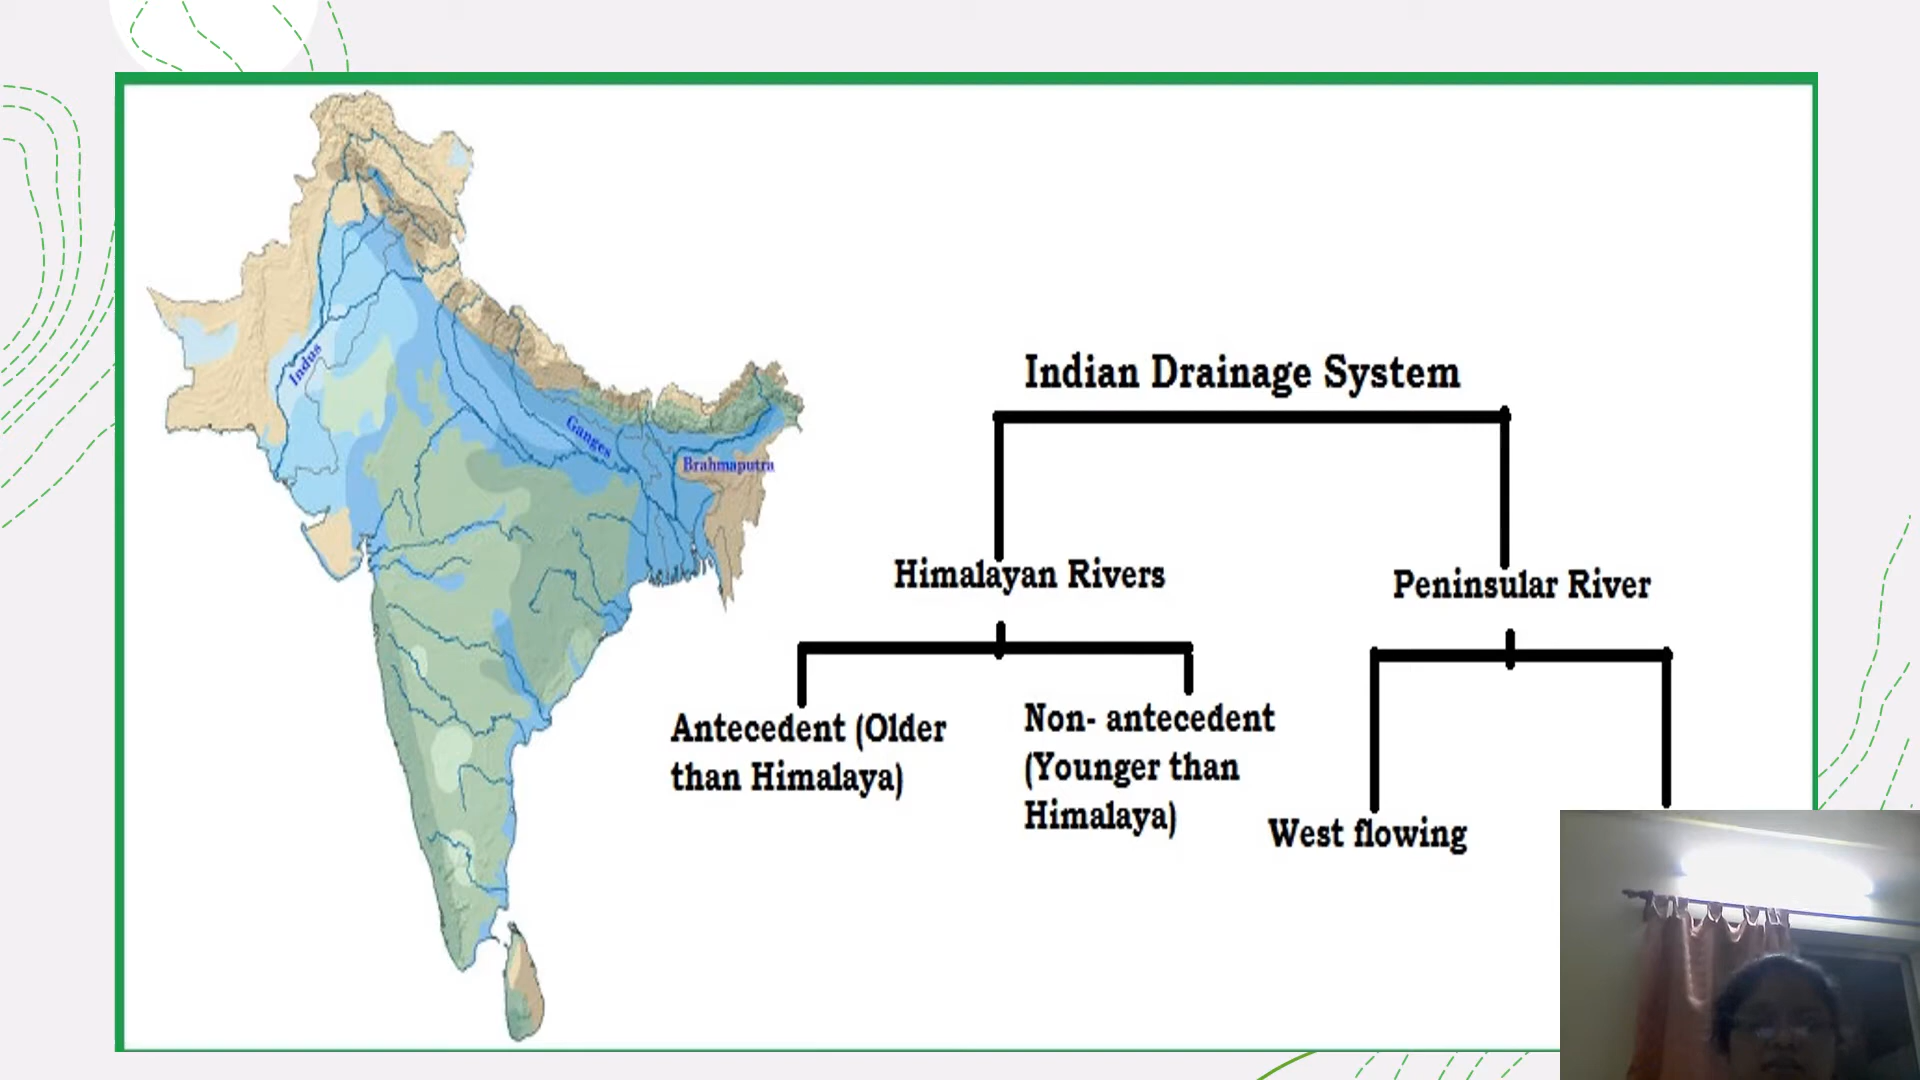 Indus
Ganges
Brahmaputra
Indian Drainage System
Himalayan Rivers
Peninsular River
Antecedent (Older
than Himalaya)
Non- antecedent
(Younger than
Himalaya)
West flowing